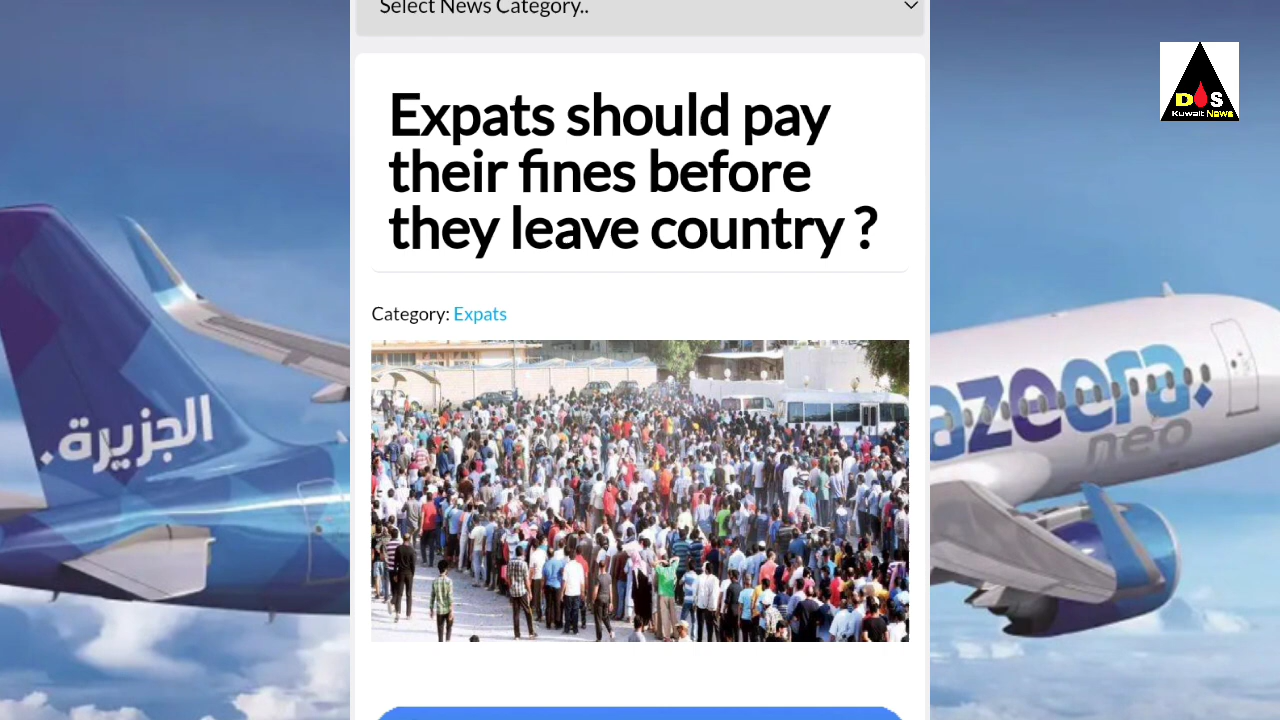 Select News Category..
Expats should pay
their fines before
they leave country ?
Category: Expats
الجزيرة.
azeera
neo
DS
Kuwait News